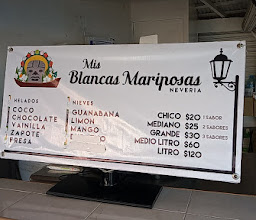 Mis
Blancas Mariposas
NEVERIA
HELADOS
COCO
CHOCOLATE
VAINILLA
ZAPOTE
FRESA
NIEVES
GUANABANA
LIMON
MANGO
CHICO $20 1 SABOR
MEDIANO $25 2 SABORES
GRANDE $30 3 SABORES
MEDIO LITRO $60
LITRO $120